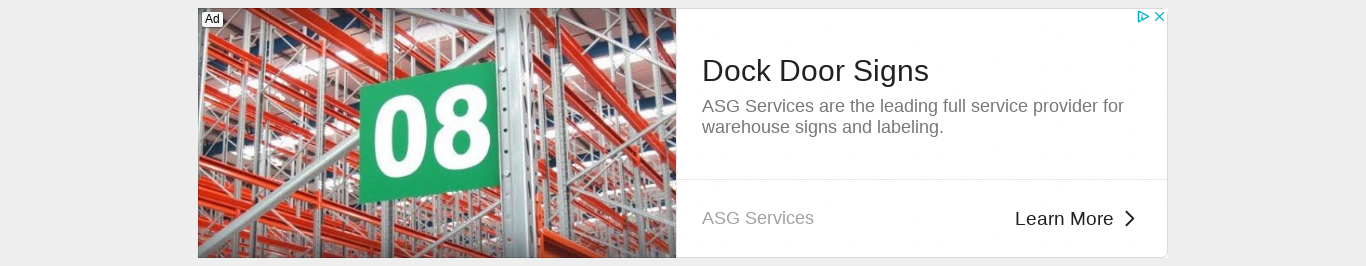 Ad
08
Dock Door Signs
ASG Services are the leading full service provider for
warehouse signs and labeling.
ASG Services
Learn More